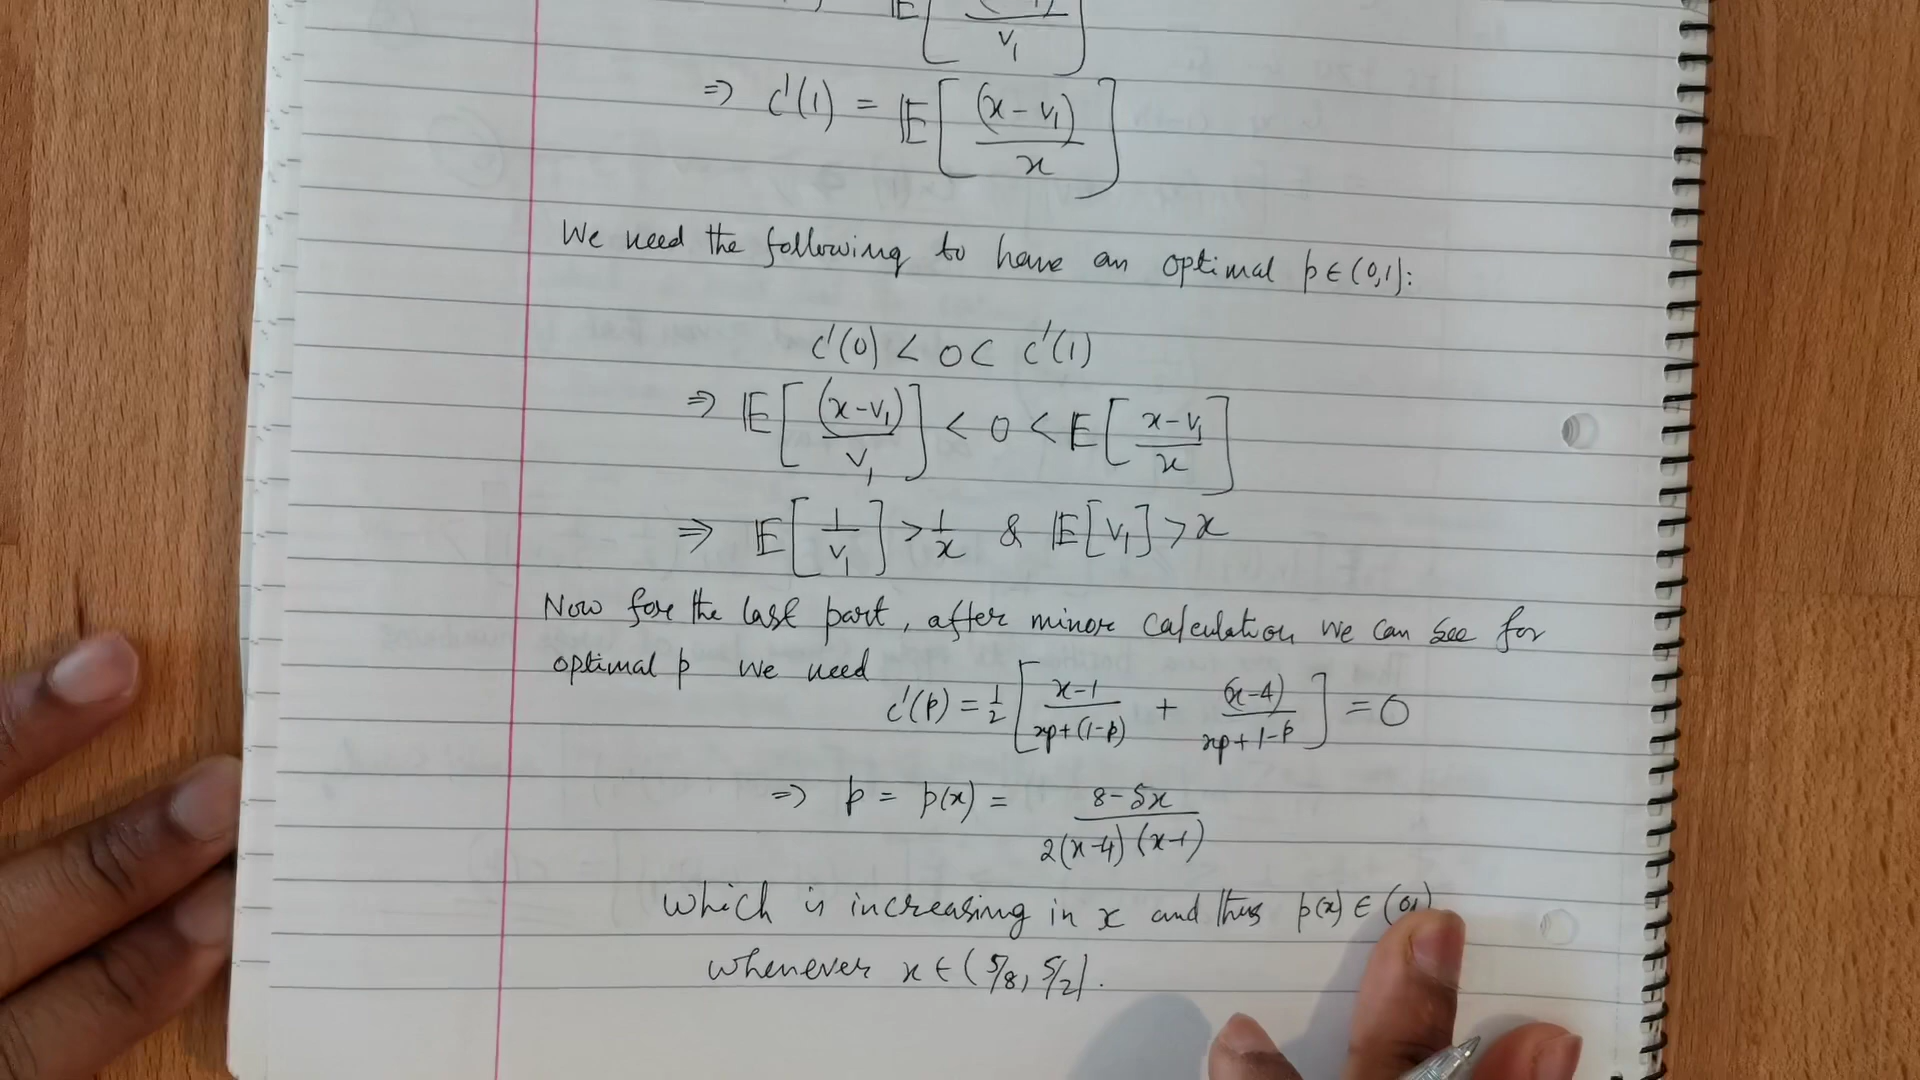 E[ (  ) / v₁ ]
⇒ c'(1) = E[ (x - v₁) / x ]
We need the following to have an optimal p ∈ (0,1):
c'(0) < 0 < c'(1)
⇒ E[ (x-v₁) / v₁ ] < 0 < E[ x - v₁ / x ]
⇒ E[ 1 / v₁ ] > 1/x & E[v₁] > x
Now for the last part, after minor calculation we can see for
optimal p we need
c'(p) = 1/2 [ x-1 / xp+(1-p) + (x-4) / xp+1-p ] = 0
⇒ p = p(x) = 8-5x / 2(x-4)(x-1)
which is increasing in x and thus p(x) ∈ (0,1)
whenever x ∈ (5/8, 5/2).